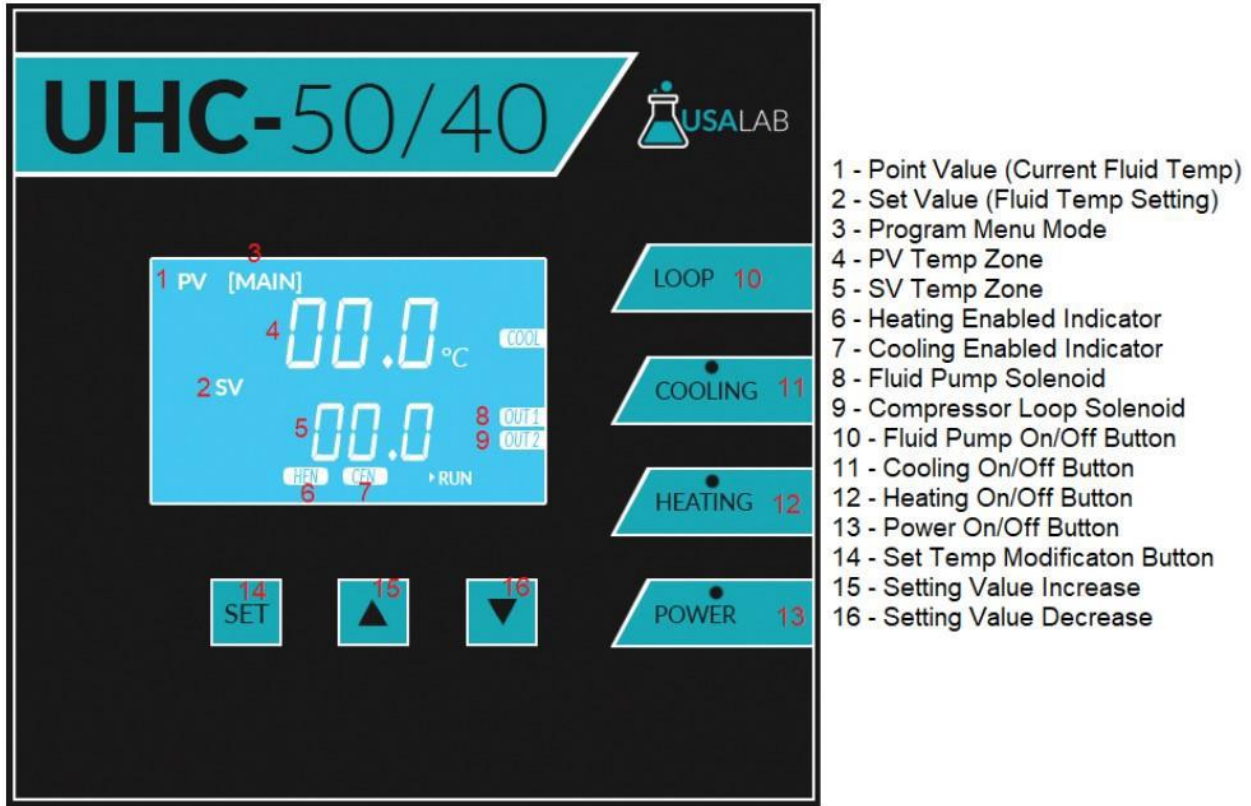 UHC-50/40
USALAB
3
1 PV [MAIN]
4 00.0 °C
COOL
2 SV
5 00.0
8 OUT1
9 OUT2
HEN CEN ▸RUN
6 7
LOOP 10
COOLING 11
HEATING 12
POWER 13
14 15 16
SET ▲ ▼
1 - Point Value (Current Fluid Temp)
2 - Set Value (Fluid Temp Setting)
3 - Program Menu Mode
4 - PV Temp Zone
5 - SV Temp Zone
6 - Heating Enabled Indicator
7 - Cooling Enabled Indicator
8 - Fluid Pump Solenoid
9 - Compressor Loop Solenoid
10 - Fluid Pump On/Off Button
11 - Cooling On/Off Button
12 - Heating On/Off Button
13 - Power On/Off Button
14 - Set Temp Modificaton Button
15 - Setting Value Increase
16 - Setting Value Decrease